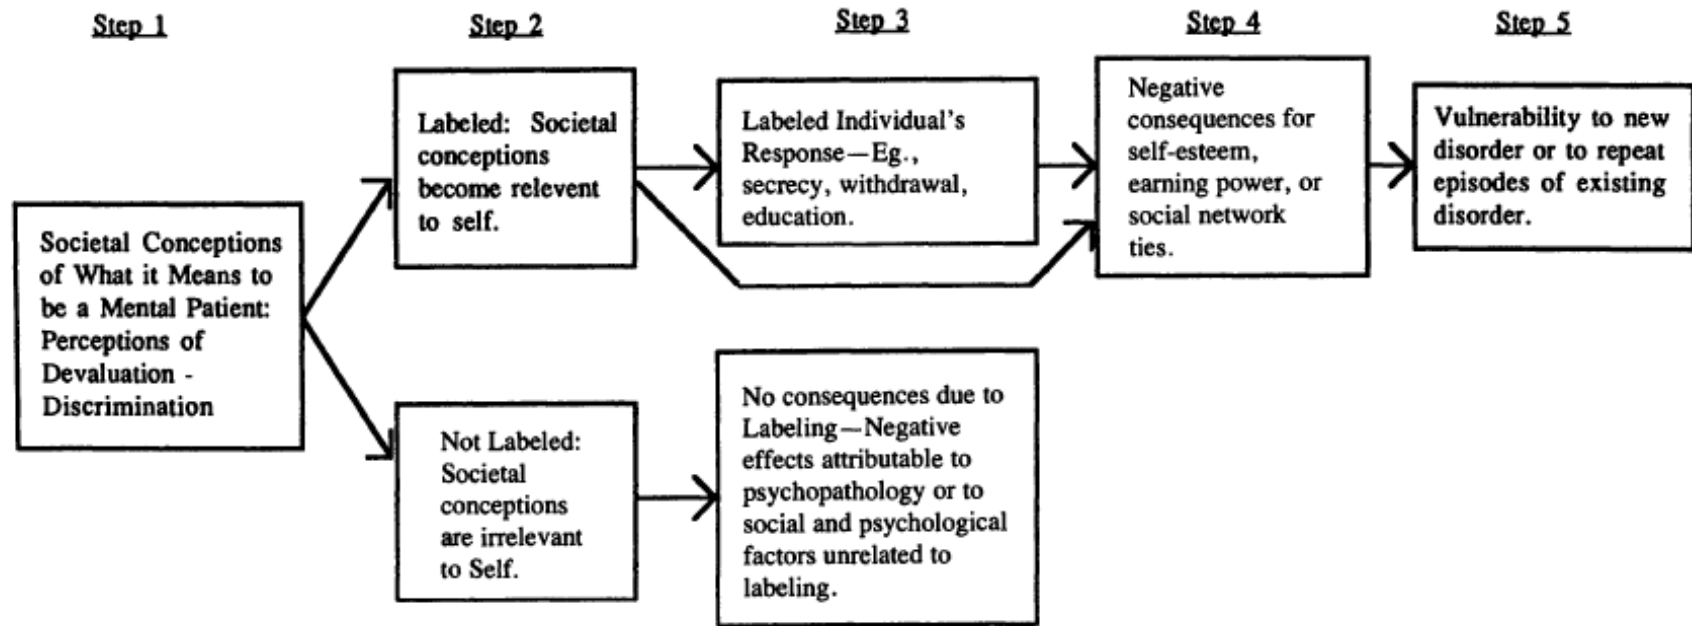 Step 1
Step 2
Step 3
Step 4
Step 5
Societal Conceptions
of What it Means to
be a Mental Patient:
Perceptions of
Devaluation -
Discrimination
Labeled: Societal
conceptions
become relevent
to self.
Labeled Individual's
Response—Eg.,
secrecy, withdrawal,
education.
Negative
consequences for
self-esteem,
earning power, or
social network
ties.
Vulnerability to new
disorder or to repeat
episodes of existing
disorder.
Not Labeled:
Societal
conceptions
are irrelevant
to Self.
No consequences due to
Labeling—Negative
effects attributable to
psychopathology or to
social and psychological
factors unrelated to
labeling.